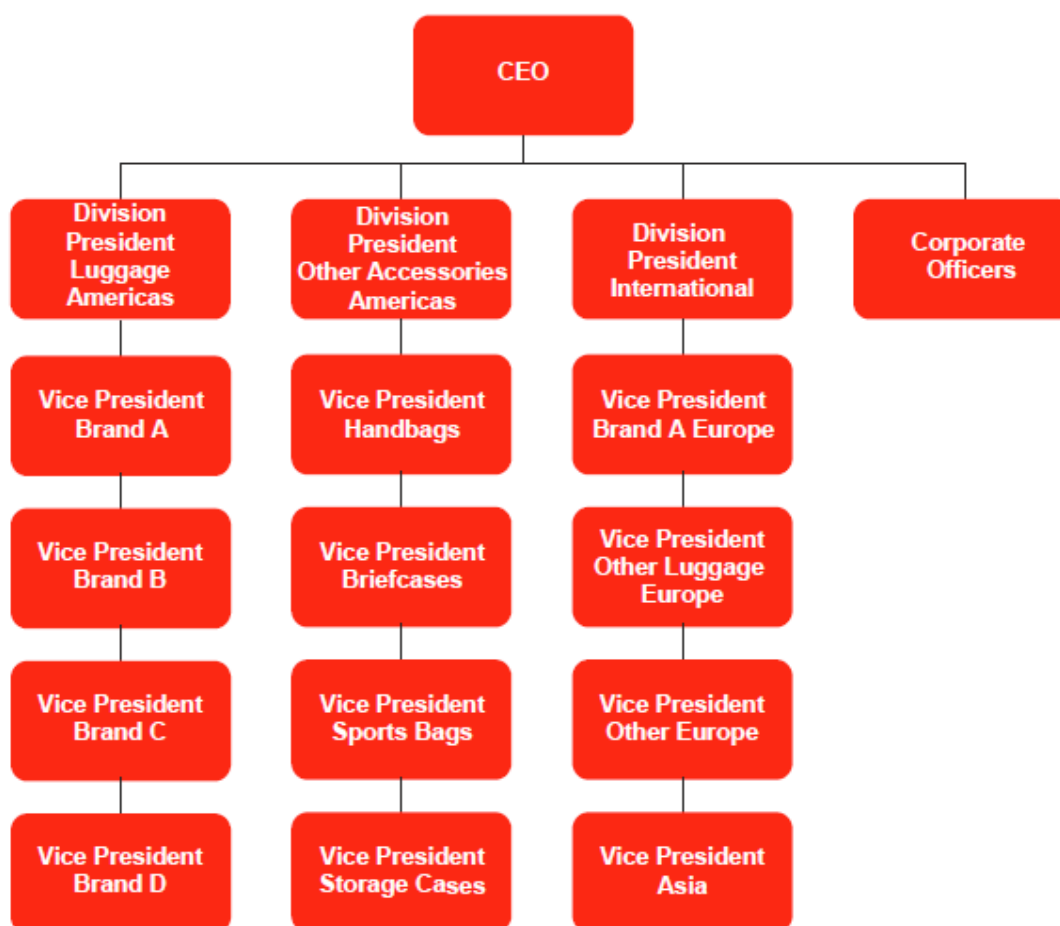 CEO
Division
President
Luggage
Americas
Division
President
Other Accessories
Americas
Division
President
International
Corporate
Officers
Vice President
Brand A
Vice President
Handbags
Vice President
Brand A Europe
Vice President
Brand B
Vice President
Briefcases
Vice President
Other Luggage
Europe
Vice President
Brand C
Vice President
Sports Bags
Vice President
Other Europe
Vice President
Brand D
Vice President
Storage Cases
Vice President
Asia